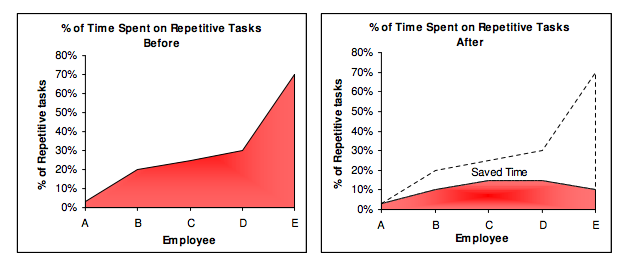 % of Time Spent on Repetitive Tasks
Before
80%
70%
60%
50%
40%
30%
20%
10%
0%
% of Repetitive tasks
A B C D E
Employee
% of Time Spent on Repetitive Tasks
After
80%
70%
60%
50%
40%
30%
20%
10%
0%
% of Repetitive tasks
Saved Time
A B C D E
Employee